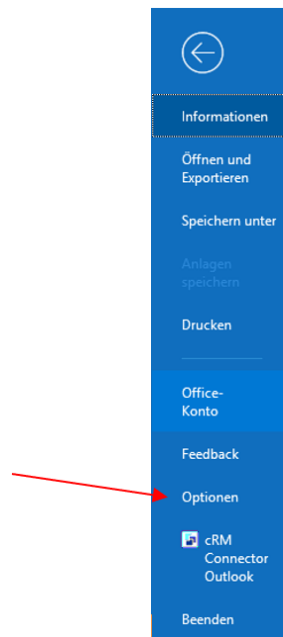 Informationen
Öffnen und
Exportieren
Speichern unter
Anlagen
speichern
Drucken
Office-
Konto
Feedback
Optionen
cRM
Connector
Outlook
Beenden